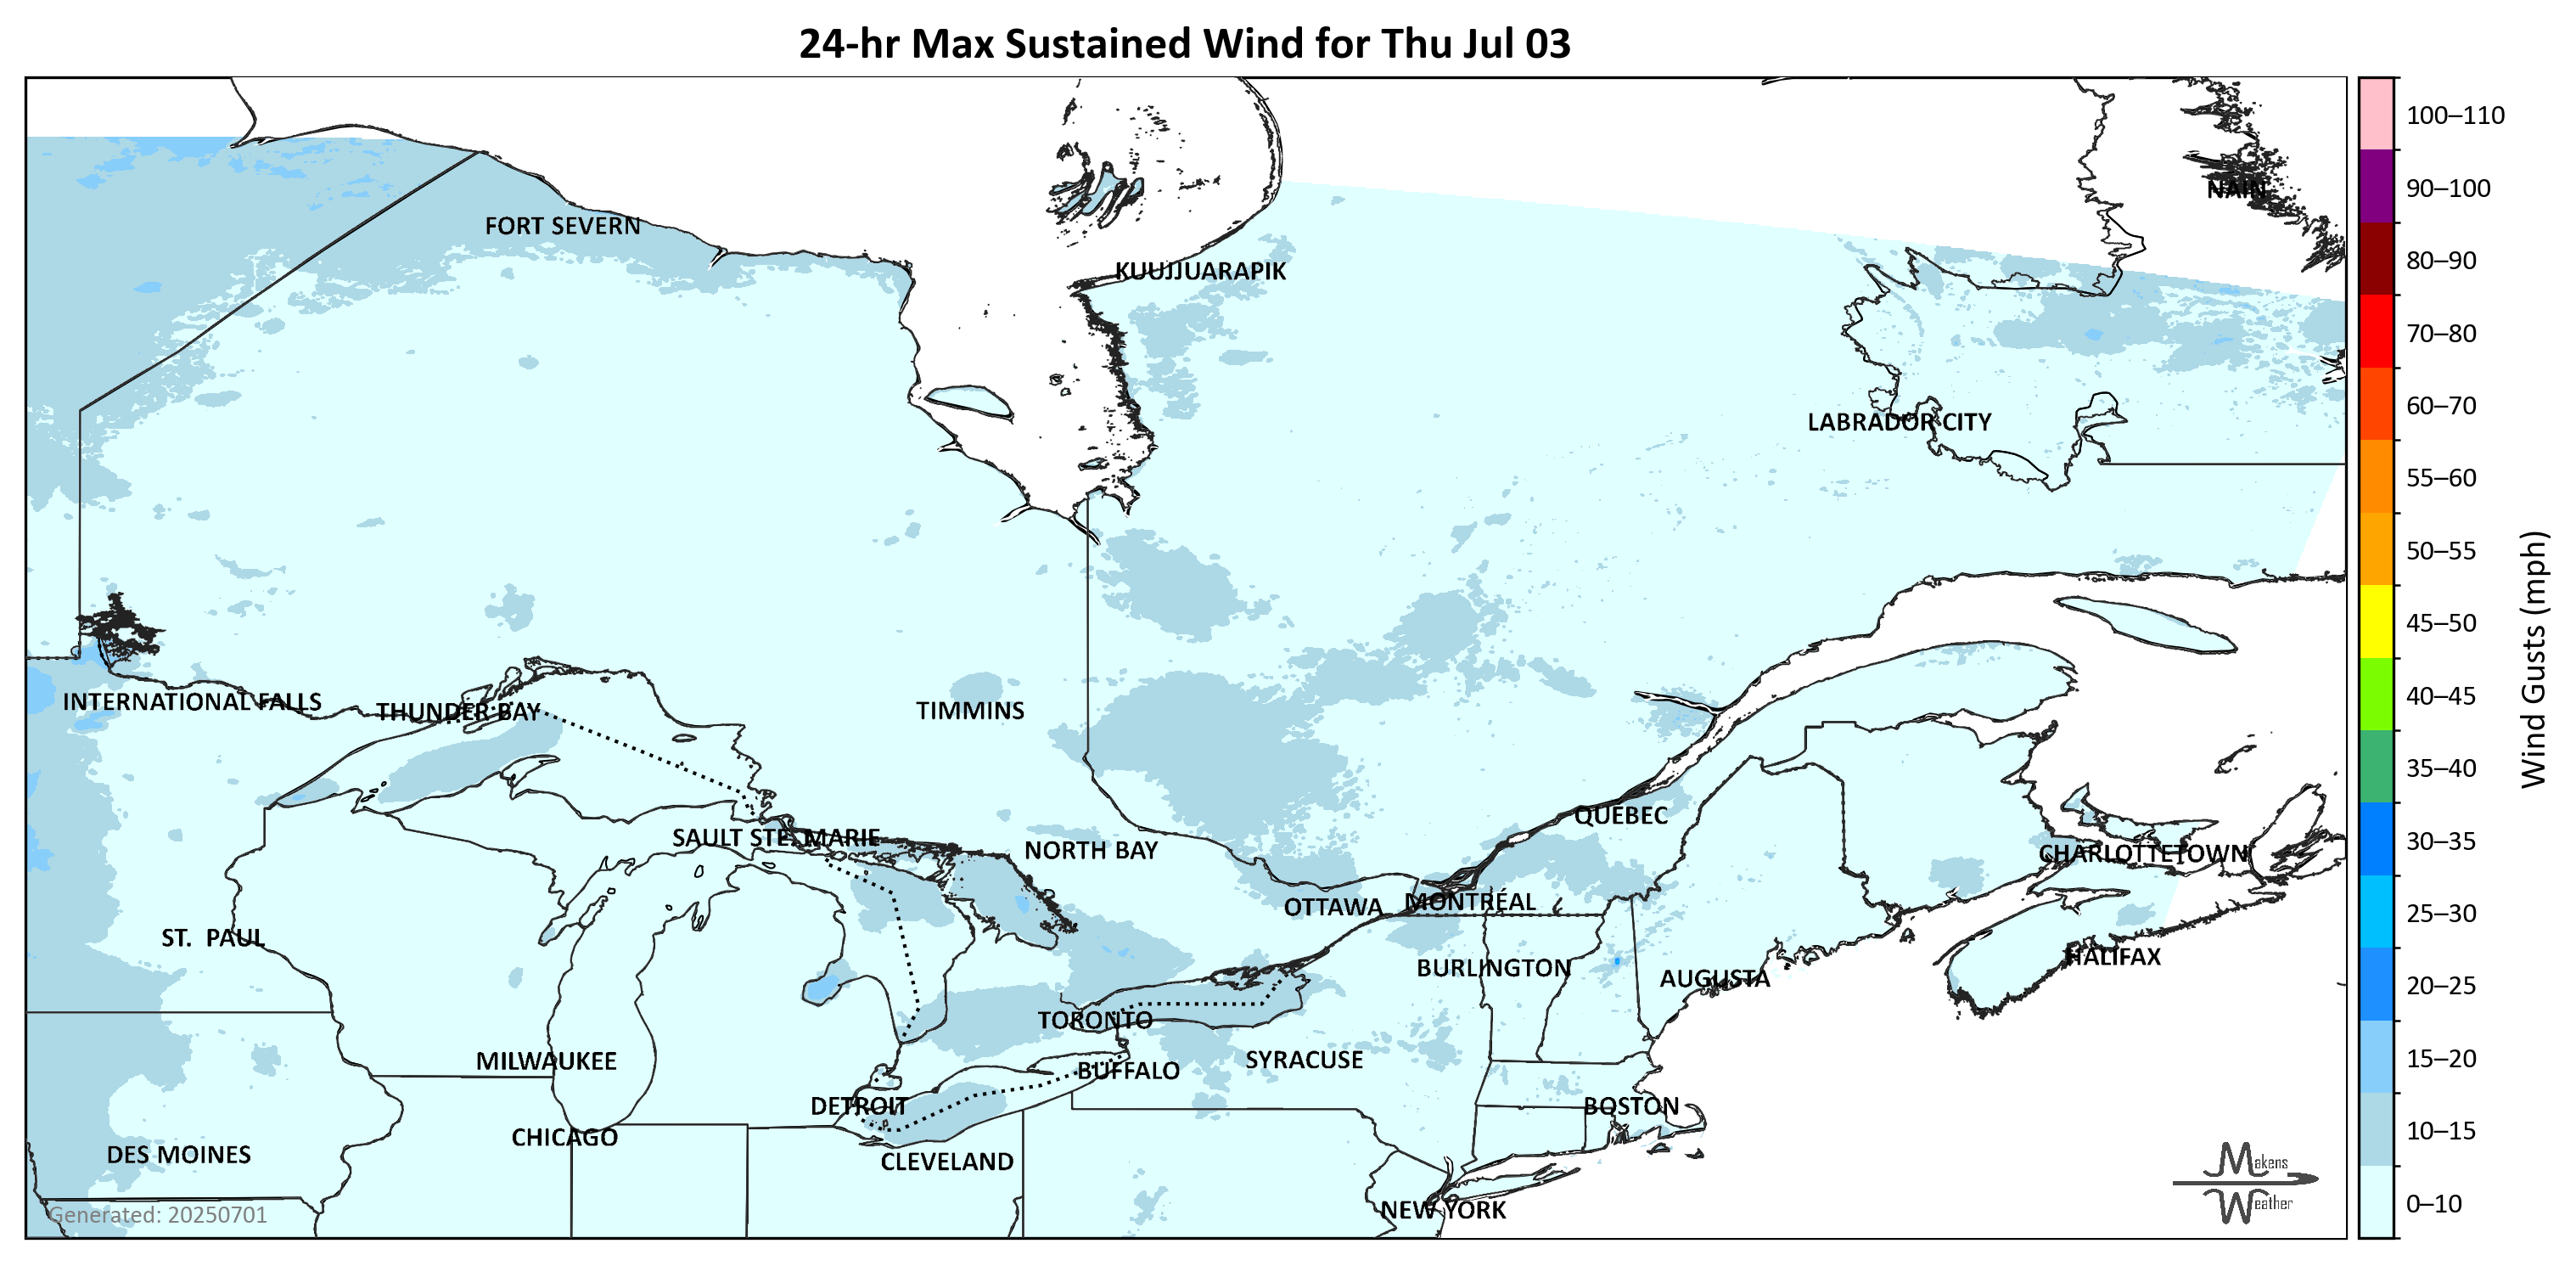 24-hr Max Sustained Wind for Thu Jul 03
100–110
90–100
NAIN
FORT SEVERN
80–90
KUUJJUARAPIK
70–80
60–70
LABRADOR CITY
55–60
50–55
45–50
Wind Gusts (mph)
40–45
INTERNATIONAL FALLS
THUNDER BAY
TIMMINS
35–40
QUÉBEC
30–35
SAULT STE. MARIE
NORTH BAY
CHARLOTTETOWN
OTTAWA
MONTRÉAL
25–30
ST. PAUL
HALIFAX
BURLINGTON
AUGUSTA
20–25
TORONTO
MILWAUKEE
SYRACUSE
15–20
BUFFALO
DETROIT
BOSTON
CHICAGO
10–15
DES MOINES
CLEVELAND
Makens
Weather
0–10
NEW YORK
Generated: 20250701